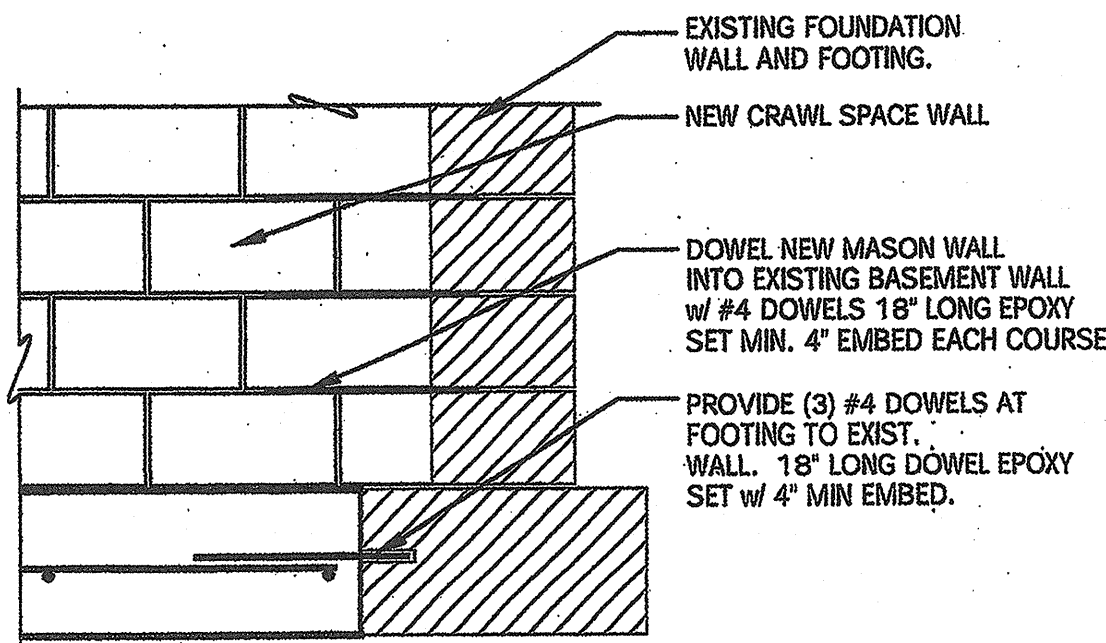 EXISTING FOUNDATION
WALL AND FOOTING.
NEW CRAWL SPACE WALL
DOWEL NEW MASON WALL
INTO EXISTING BASEMENT WALL
w/ #4 DOWELS 18" LONG EPOXY
SET MIN. 4" EMBED EACH COURSE
PROVIDE (3) #4 DOWELS AT
FOOTING TO EXIST.
WALL. 18" LONG DOWEL EPOXY
SET w/ 4" MIN EMBED.